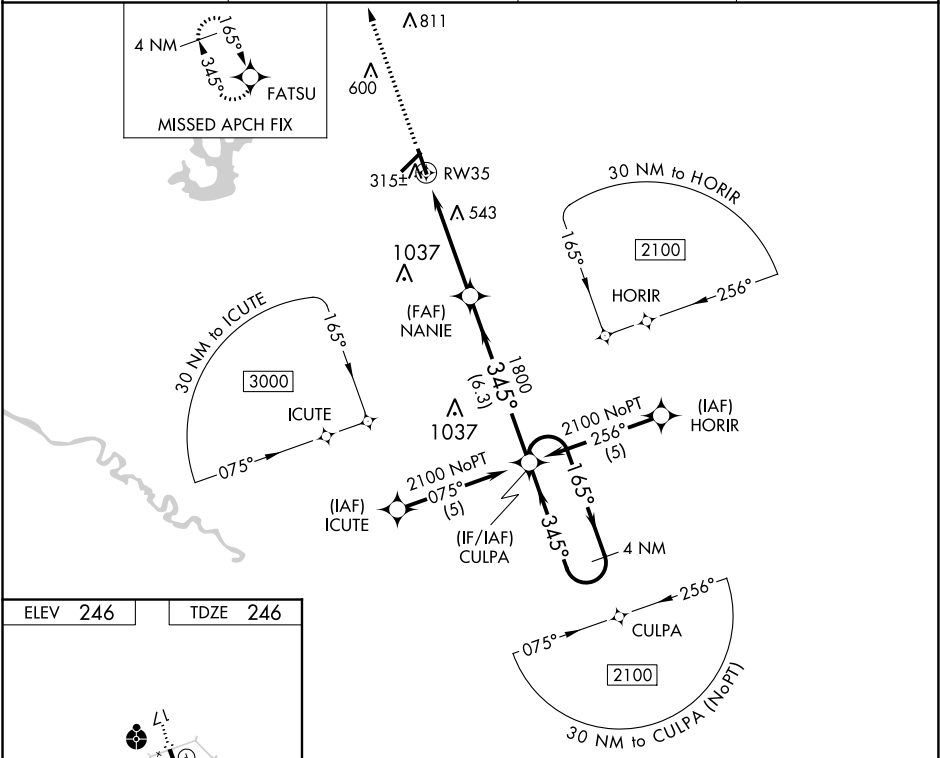 811
600
4 NM
165°
345°
FATSU
MISSED APCH FIX
315±
RW35
543
1037
(FAF)
NANIE
30 NM to HORIR
165°
2100
HORIR
256°
30 NM to ICUTE
165°
3000
ICUTE
075°
1800
345°
(6.3)
1037
2100 NoPT
256°
(5)
(IAF)
HORIR
2100 NoPT
075°
(5)
(IAF)
ICUTE
(IF/IAF)
CULPA
165°
345°
4 NM
256°
075°
CULPA
2100
30 NM to CULPA (NoPT)
ELEV 246
TDZE 246
17